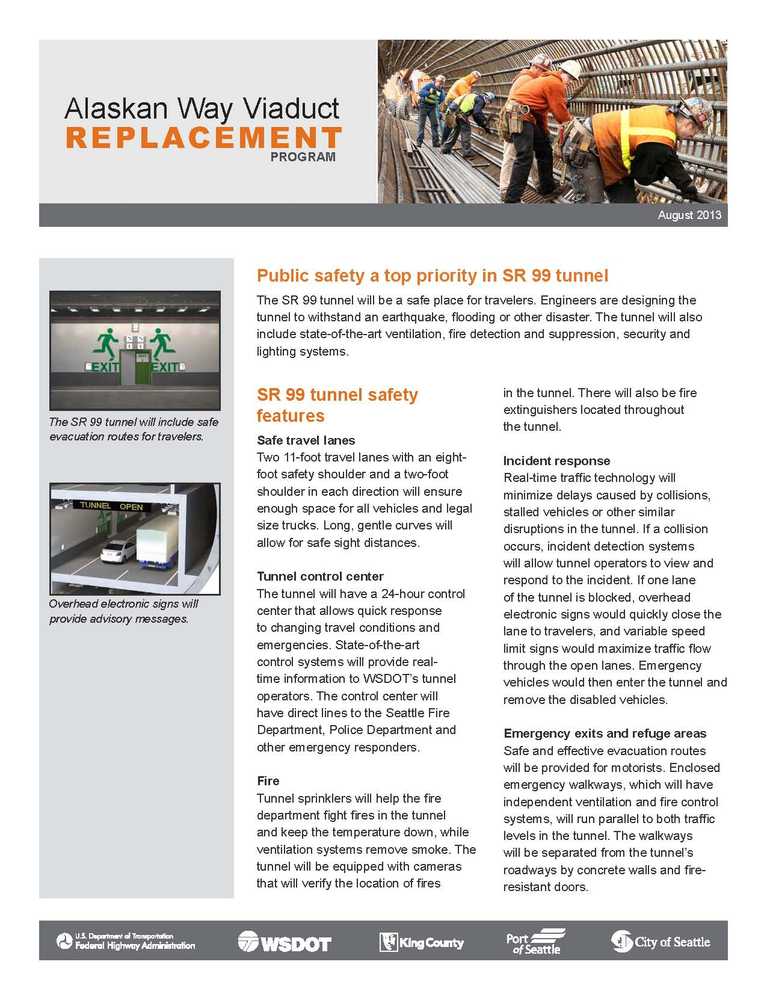 Alaskan Way Viaduct
REPLACEMENT
PROGRAM
45
August 2013
EXIT
EXIT
EXIT
The SR 99 tunnel will include safe
evacuation routes for travelers.
TUNNEL OPEN
Overhead electronic signs will
provide advisory messages.
Public safety a top priority in SR 99 tunnel
The SR 99 tunnel will be a safe place for travelers. Engineers are designing the
tunnel to withstand an earthquake, flooding or other disaster. The tunnel will also
include state-of-the-art ventilation, fire detection and suppression, security and
lighting systems.
SR 99 tunnel safety
features
Safe travel lanes
Two 11-foot travel lanes with an eight-
foot safety shoulder and a two-foot
shoulder in each direction will ensure
enough space for all vehicles and legal
size trucks. Long, gentle curves will
allow for safe sight distances.
Tunnel control center
The tunnel will have a 24-hour control
center that allows quick response
to changing travel conditions and
emergencies. State-of-the-art
control systems will provide real-
time information to WSDOT's tunnel
operators. The control center will
have direct lines to the Seattle Fire
Department, Police Department and
other emergency responders.
Fire
Tunnel sprinklers will help the fire
department fight fires in the tunnel
and keep the temperature down, while
ventilation systems remove smoke. The
tunnel will be equipped with cameras
that will verify the location of fires
in the tunnel. There will also be fire
extinguishers located throughout
the tunnel.
Incident response
Real-time traffic technology will
minimize delays caused by collisions,
stalled vehicles or other similar
disruptions in the tunnel. If a collision
occurs, incident detection systems
will allow tunnel operators to view and
respond to the incident. If one lane
of the tunnel is blocked, overhead
electronic signs would quickly close the
lane to travelers, and variable speed
limit signs would maximize traffic flow
through the open lanes. Emergency
vehicles would then enter the tunnel and
remove the disabled vehicles.
Emergency exits and refuge areas
Safe and effective evacuation routes
will be provided for motorists. Enclosed
emergency walkways, which will have
independent ventilation and fire control
systems, will run parallel to both traffic
levels in the tunnel. The walkways
will be separated from the tunnel's
roadways by concrete walls and fire-
resistant doors.
U.S. Department of Transportation
Federal Highway Administration
WSDOT
King County
Port
of Seattle
City of Seattle